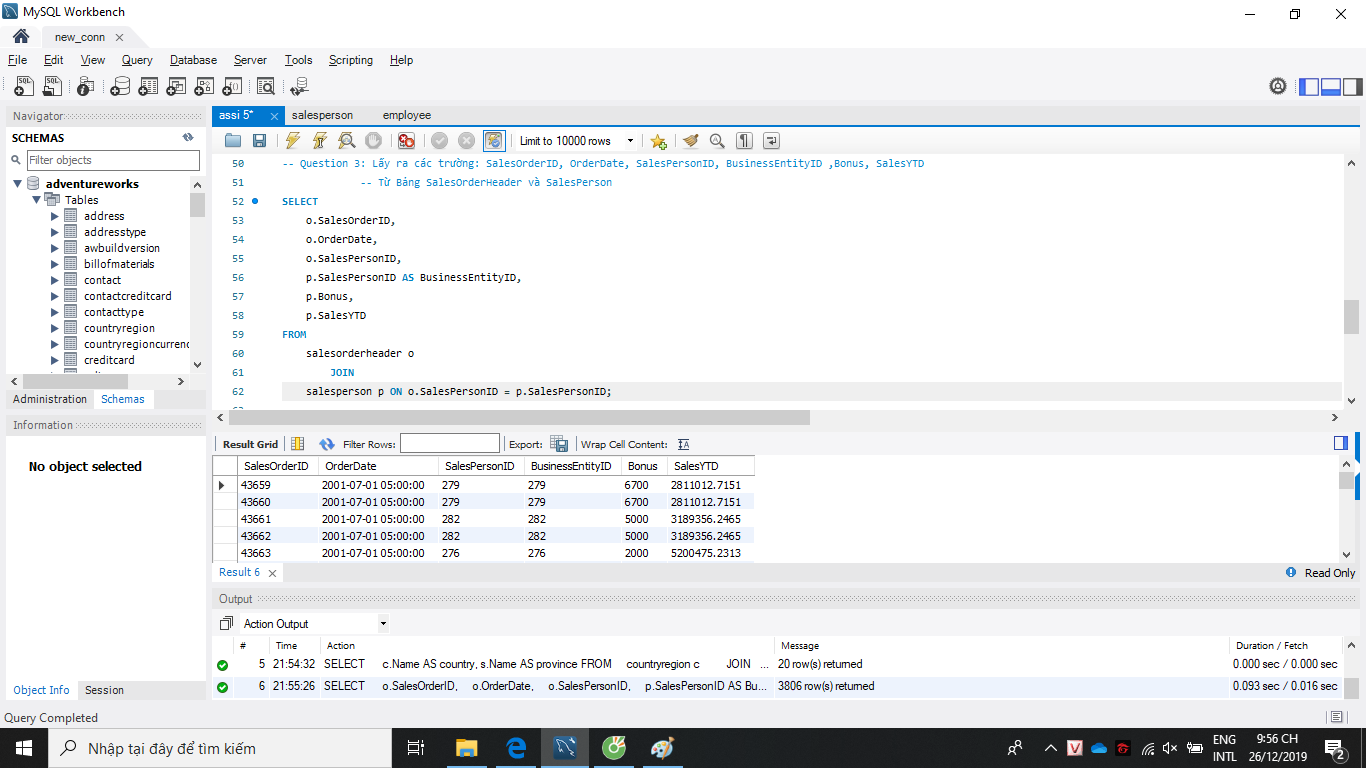 MySQL Workbench
new_conn
File Edit View Query Database Server Tools Scripting Help
Navigator
SCHEMAS
Filter objects
adventureworks
Tables
address
addresstype
awbuildversion
billofmaterials
contact
contactcreditcard
contacttype
countryregion
countryregioncurrenc
creditcard
Administration Schemas
Information
No object selected
Object Info Session
assi 5* salesperson employee
Limit to 10000 rows
50 -- Question 3: Lấy ra các trường: SalesOrderID, OrderDate, SalesPersonID, BusinessEntityID ,Bonus, SalesYTD
51 -- Từ Bảng SalesOrderHeader và SalesPerson
52 SELECT
53 o.SalesOrderID,
54 o.OrderDate,
55 o.SalesPersonID,
56 p.SalesPersonID AS BusinessEntityID,
57 p.Bonus,
58 p.SalesYTD
59 FROM
60 salesorderheader o
61 JOIN
62 salesperson p ON o.SalesPersonID = p.SalesPersonID;
Result Grid Filter Rows: Export: Wrap Cell Content:
SalesOrderID OrderDate SalesPersonID BusinessEntityID Bonus SalesYTD
43659 2001-07-01 05:00:00 279 279 6700 2811012.7151
43660 2001-07-01 05:00:00 279 279 6700 2811012.7151
43661 2001-07-01 05:00:00 282 282 5000 3189356.2465
43662 2001-07-01 05:00:00 282 282 5000 3189356.2465
43663 2001-07-01 05:00:00 276 276 2000 5200475.2313
Result 6 Read Only
Output
Action Output
# Time Action Message Duration / Fetch
5 21:54:32 SELECT c.Name AS country, s.Name AS province FROM countryregion c JOIN ... 20 row(s) returned 0.000 sec / 0.000 sec
6 21:55:26 SELECT o.SalesOrderID, o.OrderDate, o.SalesPersonID, p.SalesPersonID AS Bu... 3806 row(s) returned 0.093 sec / 0.016 sec
Query Completed
Nhập tại đây để tìm kiếm
ENG
INTL
9:56 CH
26/12/2019
2